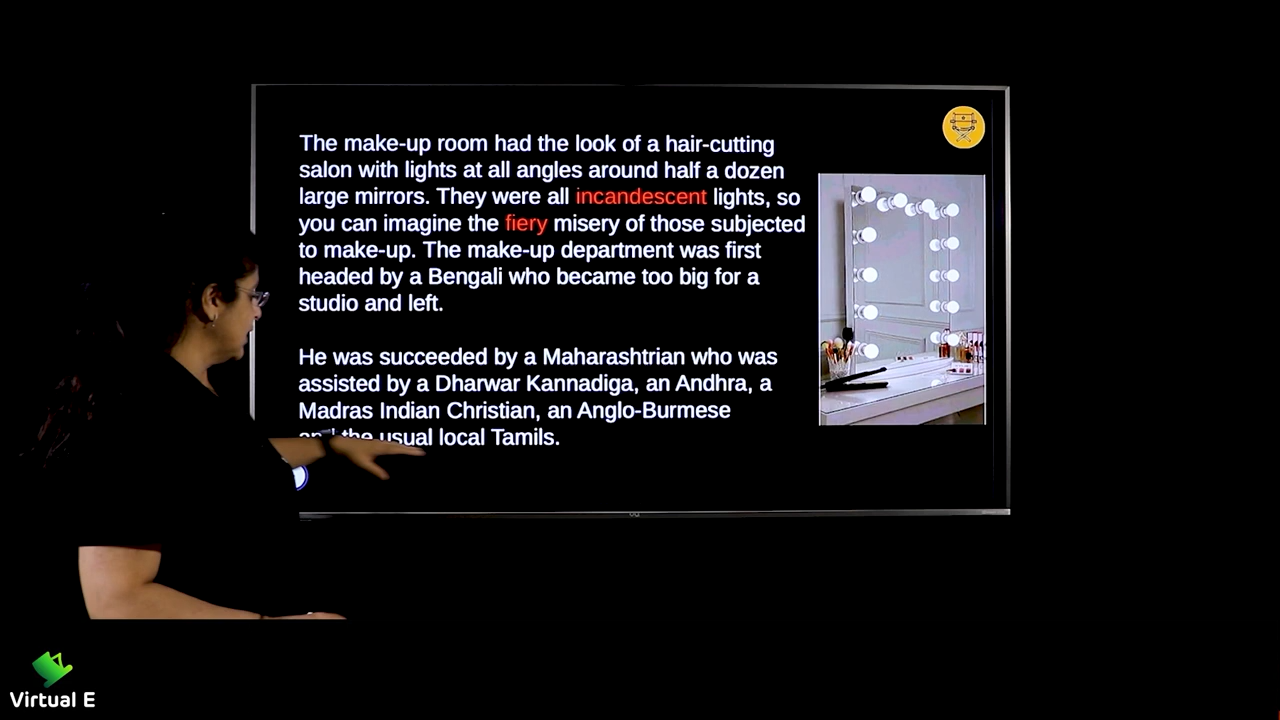 The make-up room had the look of a hair-cutting
salon with lights at all angles around half a dozen
large mirrors. They were all incandescent lights, so
you can imagine the fiery misery of those subjected
to make-up. The make-up department was first
headed by a Bengali who became too big for a
studio and left.
He was succeeded by a Maharashtrian who was
assisted by a Dharwar Kannadiga, an Andhra, a
Madras Indian Christian, an Anglo-Burmese
and the usual local Tamils.
Virtual E